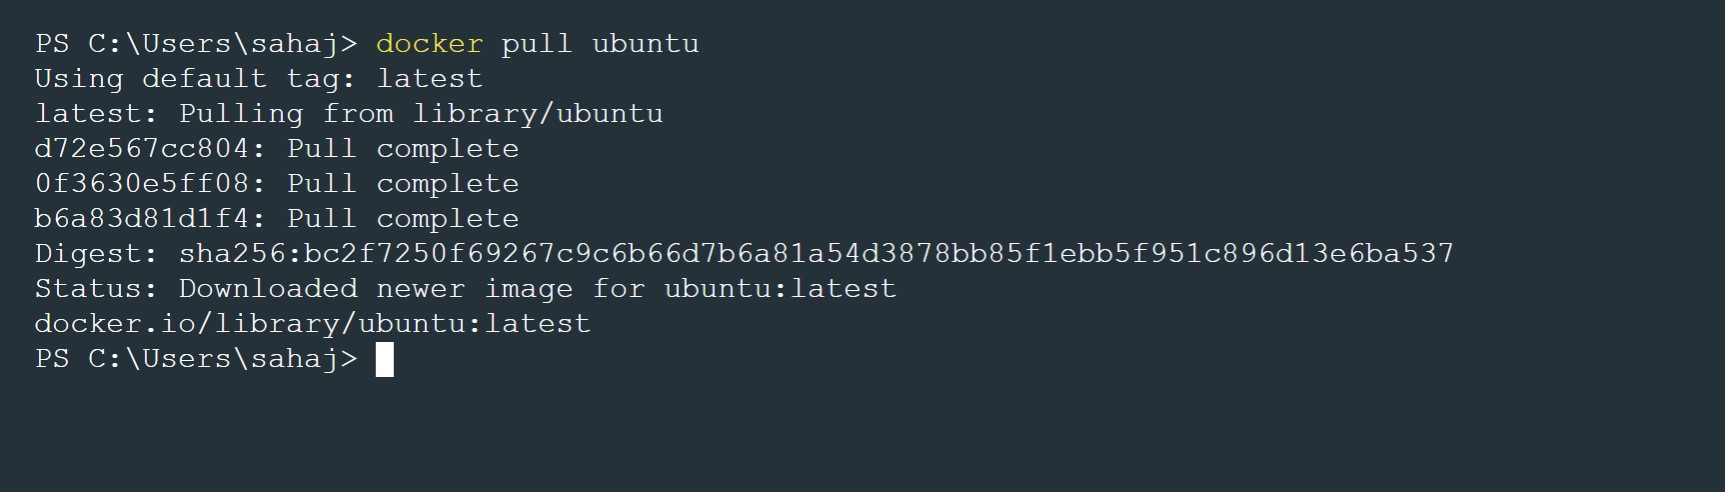 PS C:\Users\sahaj> docker pull ubuntu
Using default tag: latest
latest: Pulling from library/ubuntu
d72e567cc804: Pull complete
0f3630e5ff08: Pull complete
b6a83d81d1f4: Pull complete
Digest: sha256:bc2f7250f69267c9c6b66d7b6a81a54d3878bb85f1ebb5f951c896d13e6ba537
Status: Downloaded newer image for ubuntu:latest
docker.io/library/ubuntu:latest
PS C:\Users\sahaj>